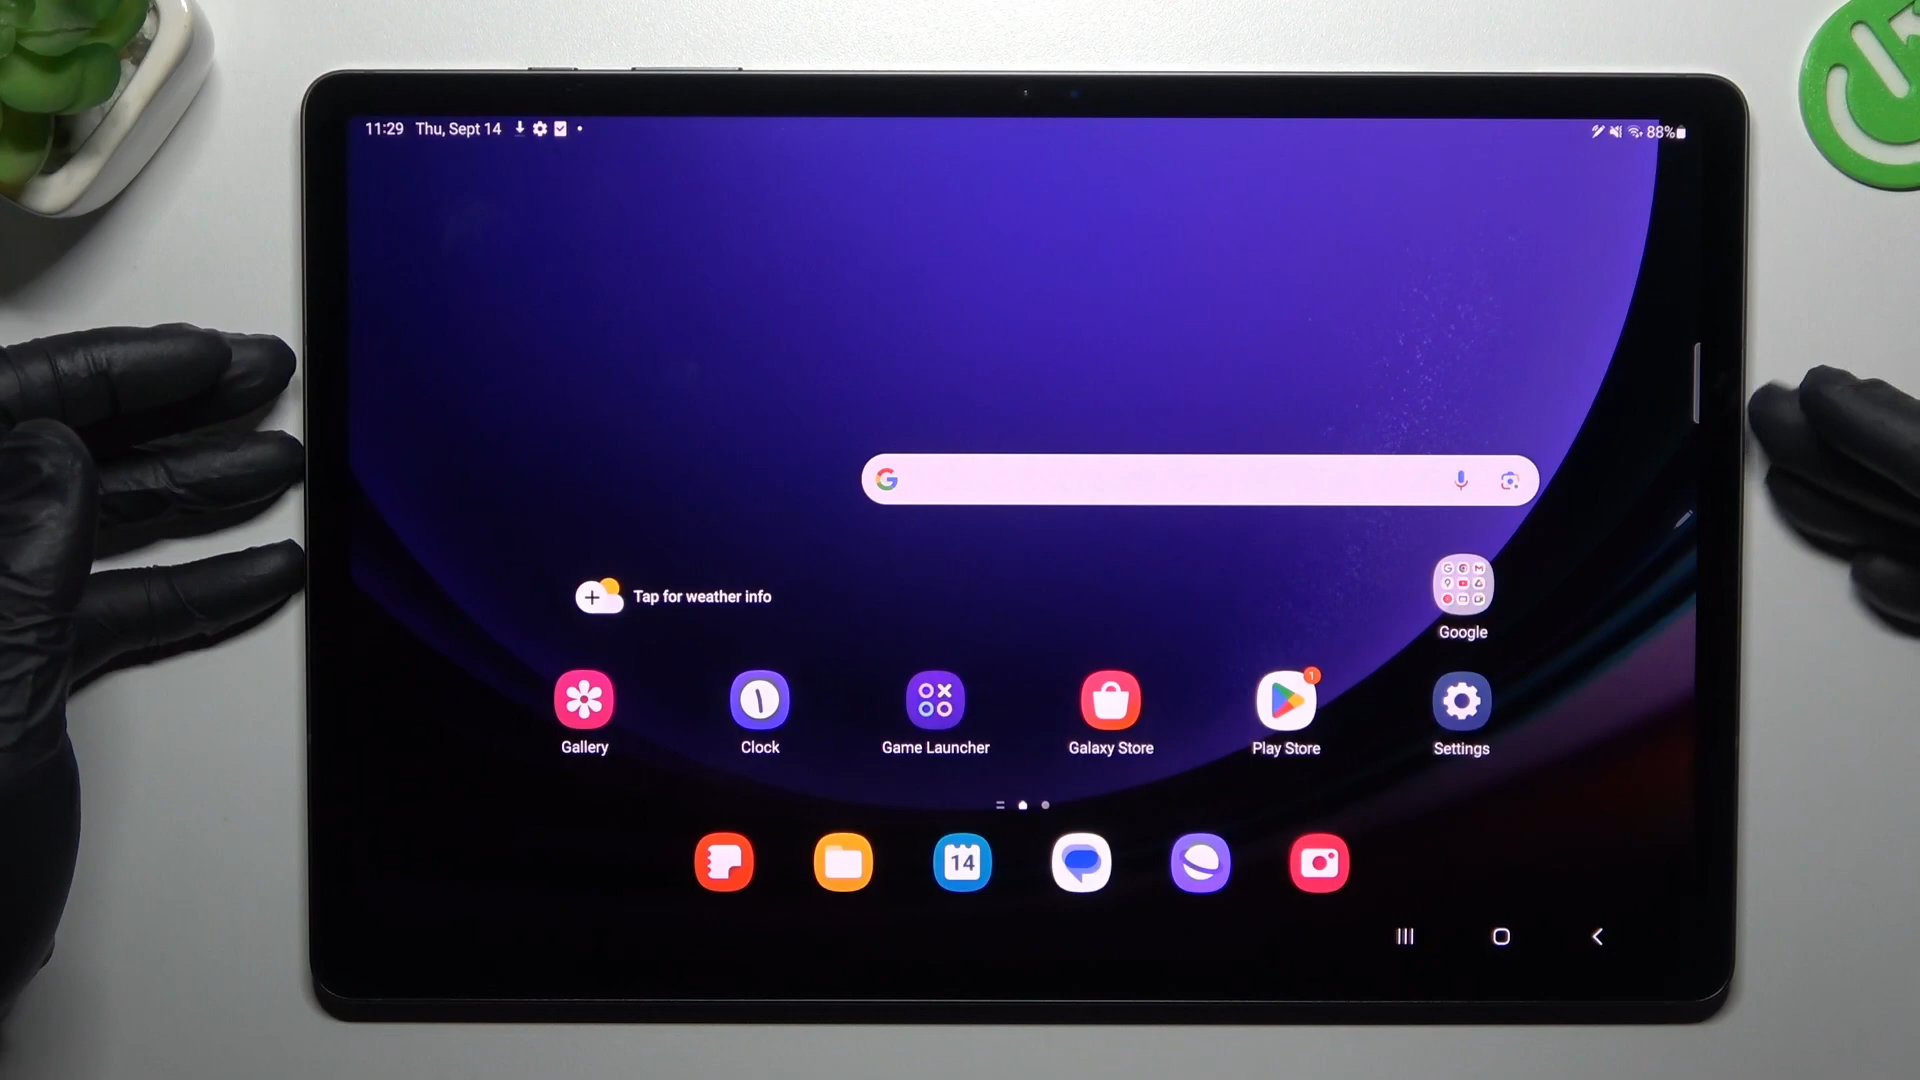 11:29 Thu, Sept 14
88%
Tap for weather info
Google
1
Gallery
Clock
Game Launcher
Galaxy Store
Play Store
Settings
14